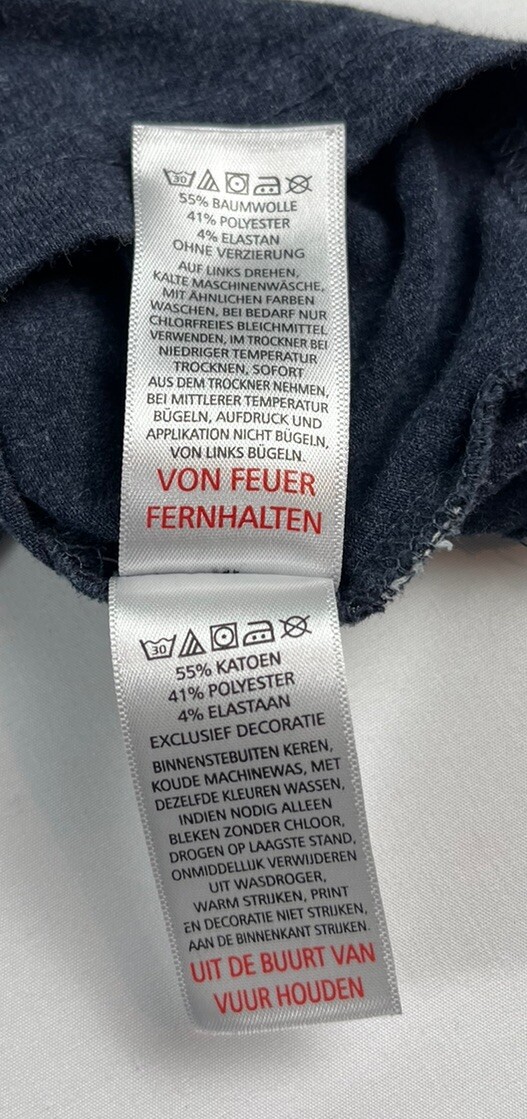 30
55% BAUMWOLLE
41% POLYESTER
4% ELASTAN
OHNE VERZIERUNG
AUF LINKS DREHEN,
KALTE MASCHINENWÄSCHE,
MIT ÄHNLICHEN FARBEN
WASCHEN, BEI BEDARF NUR
CHLORFREIES BLEICHMITTEL
VERWENDEN, IM TROCKNER BEI
NIEDRIGER TEMPERATUR
TROCKNEN, SOFORT
AUS DEM TROCKNER NEHMEN,
BEI MITTLERER TEMPERATUR
BÜGELN, AUFDRUCK UND
APPLIKATION NICHT BÜGELN,
VON LINKS BÜGELN.
VON FEUER
FERNHALTEN
30
55% KATOEN
41% POLYESTER
4% ELASTAAN
EXCLUSIEF DECORATIE
BINNENSTEBUITEN KEREN,
KOUDE MACHINEWAS, MET
DEZELFDE KLEUREN WASSEN,
INDIEN NODIG ALLEEN
BLEKEN ZONDER CHLOOR,
DROGEN OP LAAGSTE STAND,
ONMIDDELIJK VERWIJDEREN
UIT WASDROGER,
WARM STRIJKEN, PRINT
EN DECORATIE NIET STRIJKEN,
AAN DE BINNENKANT STRIJKEN.
UIT DE BUURT VAN
VUUR HOUDEN